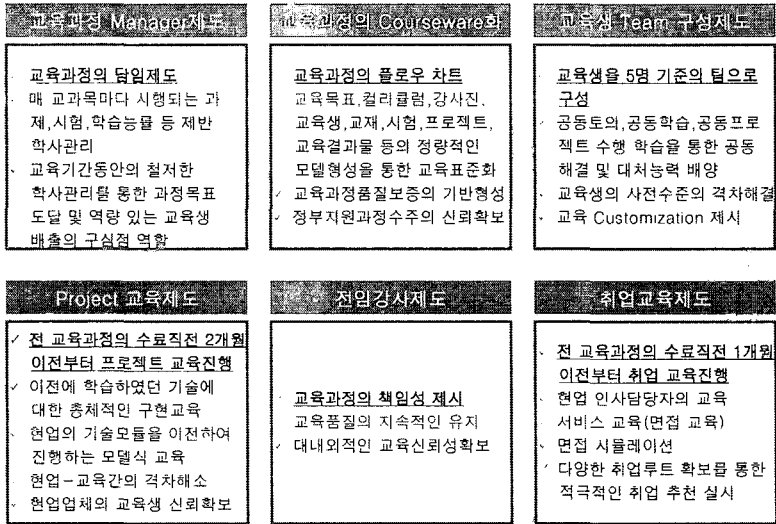 교육과정 Manager제도
교육과정의 담임제도
매 교과목마다 시행되는 과
제,시험,학습능률 등 제반
학사관리
교육기간동안의 철저한
학사관리를 통한 과정목표
도달 및 역량 있는 교육생
배출의 구심점 역할
교육과정의 Courseware화
교육과정의 플로우 차트
교육목표,컬리큘럼,강사진,
교육생,교재,시험,프로젝트,
교육결과물 등의 정량적인
모델형성을 통한 교육표준화
✓ 교육과정품질보증의 기반형성
✓ 정부지원과정수주의 신뢰확보
교육생 Team 구성제도
교육생을 5명 기준의 팀으로
구성
공동토의,공동학습,공동프로
젝트 수행 학습을 통한 공동
해결 및 대처능력 배양
교육생의 사전수준의 격차해결
교육 Customization 제시
Project 교육제도
✓ 전 교육과정의 수료직전 2개월
이전부터 프로젝트 교육진행
✓ 이전에 학습하였던 기술에
대한 총체적인 구현교육
현업의 기술모듈을 이전하여
진행하는 모델식 교육
현업-교육간의 격차해소
현업업체의 교육생 신뢰확보
전임강사제도
교육과정의 책임성 제시
교육품질의 지속적인 유지
✓ 대내외적인 교육신뢰성확보
취업교육제도
전 교육과정의 수료직전 1개월
이전부터 취업 교육진행
현업 인사담당자의 교육
서비스 교육(면접 교육)
면접 시뮬레이션
다양한 취업루트 확보를 통한
적극적인 취업 추천 실시